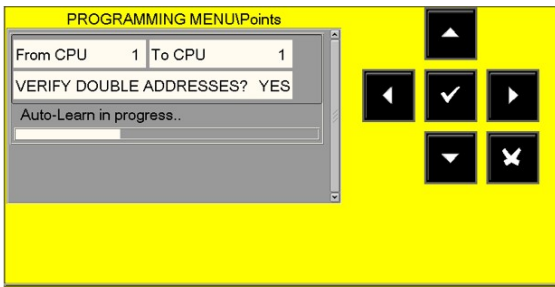 PROGRAMMING MENU\Points
From CPU 1 To CPU 1
VERIFY DOUBLE ADDRESSES? YES
Auto-Learn in progress..